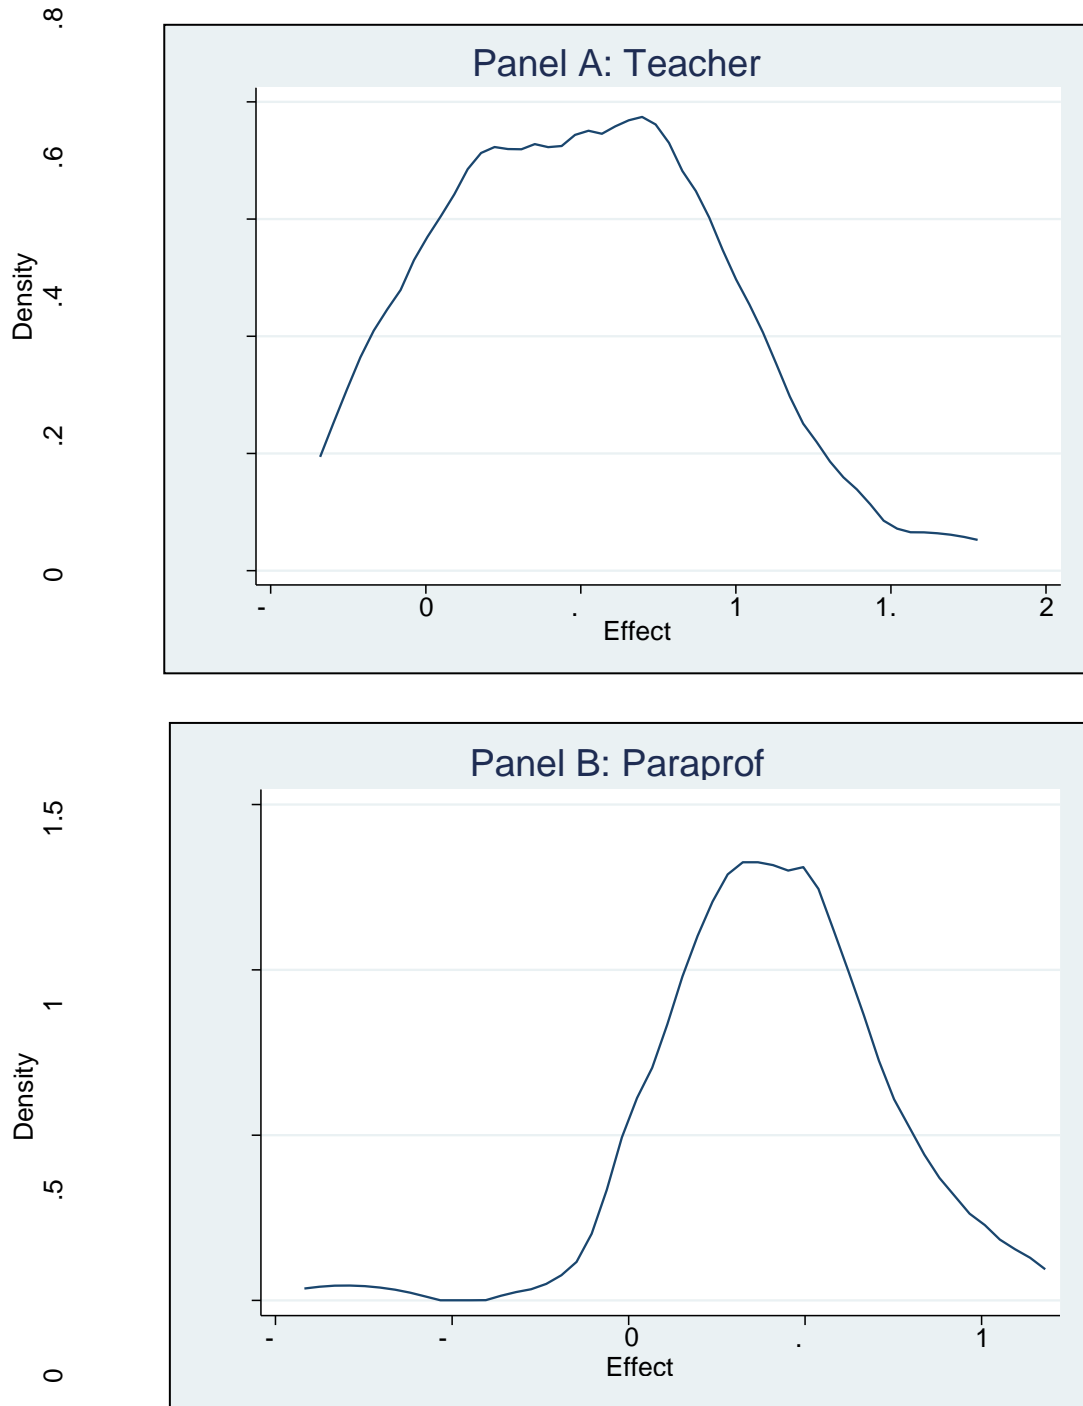 Panel A: Teacher
Density
.8
.6
.4
.2
0
- 0 . 1 1. 2
Effect
Panel B: Paraprof
Density
1.5
1
.5
0
- - 0 . 1
Effect